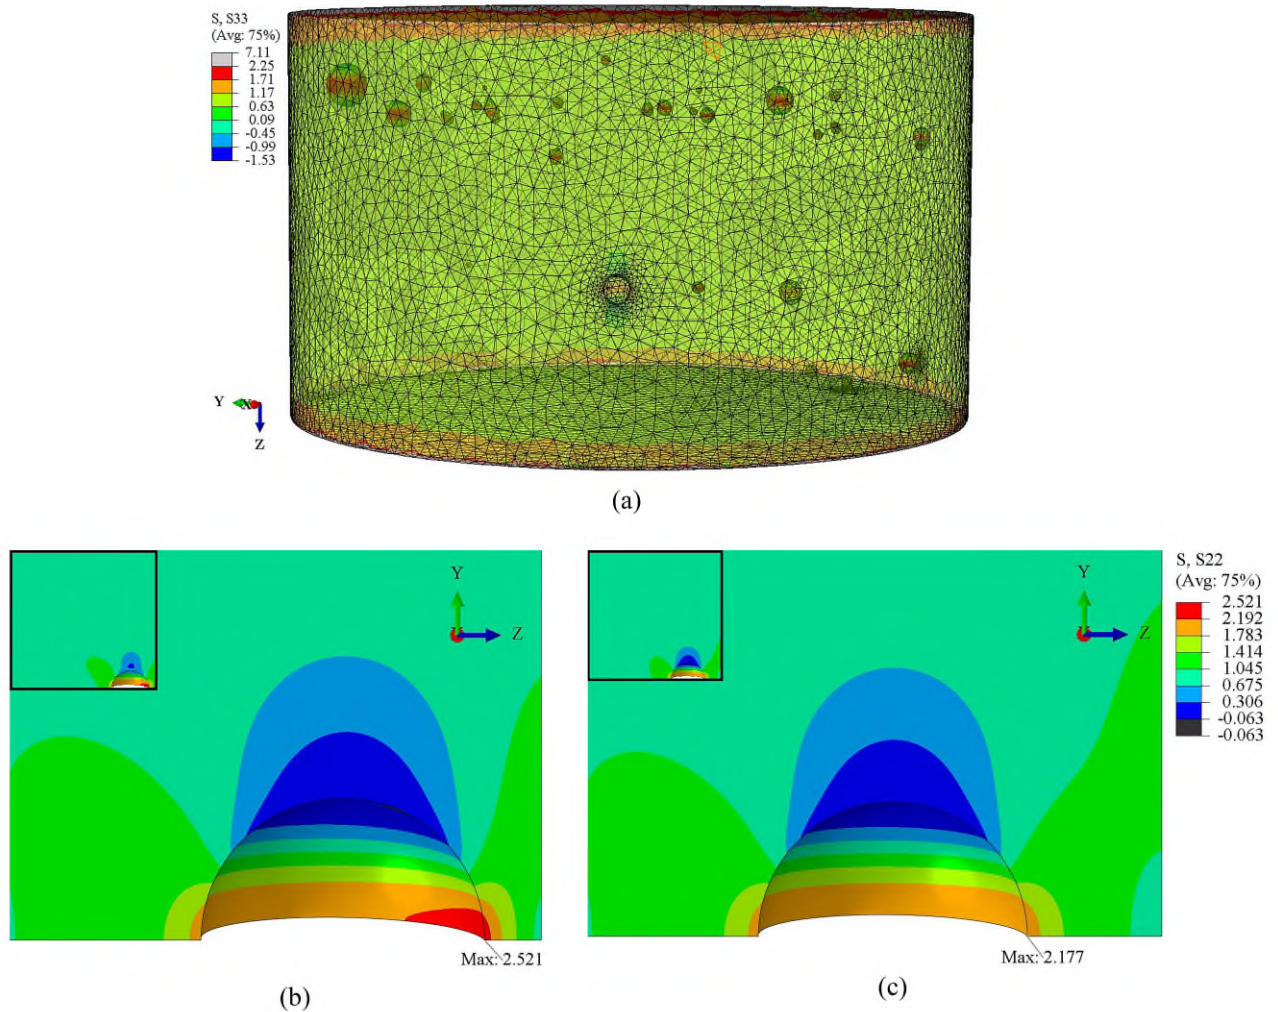 S, S33
(Avg: 75%)
7.11
2.25
1.71
1.17
0.63
0.09
-0.45
-0.99
-1.53
Y
X
Z
(a)
Y
Z
Max: 2.521
(b)
Y
Z
Max: 2.177
(c)
S, S22
(Avg: 75%)
2.521
2.192
1.783
1.414
1.045
0.675
0.306
-0.063
-0.063